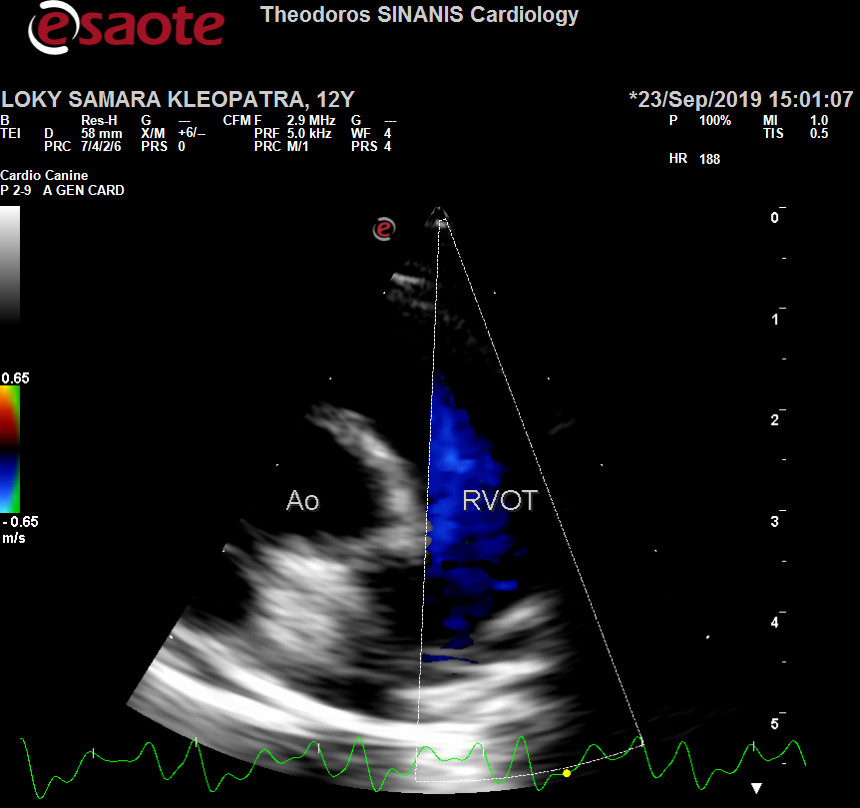 esaote
Theodoros SINANIS Cardiology
LOKY SAMARA KLEOPATRA, 12Y *23/Sep/2019 15:01:07
B Res-H G --- CFM F 2.9 MHz G --- P 100% MI 1.0
TEI D 58 mm X/M +6/-- PRF 5.0 kHz WF 4 TIS 0.5
PRC 7/4/2/6 PRS 0 PRC M/1 PRS 4
HR 188
Cardio Canine
P 2-9 A GEN CARD
e
0
1
0.65
2
Ao RVOT
-0.65
3
m/s
4
5